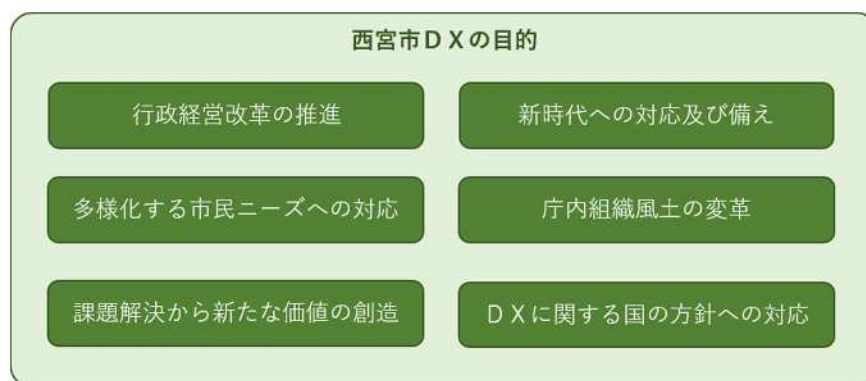 西宮市ＤＸの目的
行政経営改革の推進
新時代への対応及び備え
多様化する市民ニーズへの対応
庁内組織風土の変革
課題解決から新たな価値の創造
ＤＸに関する国の方針への対応